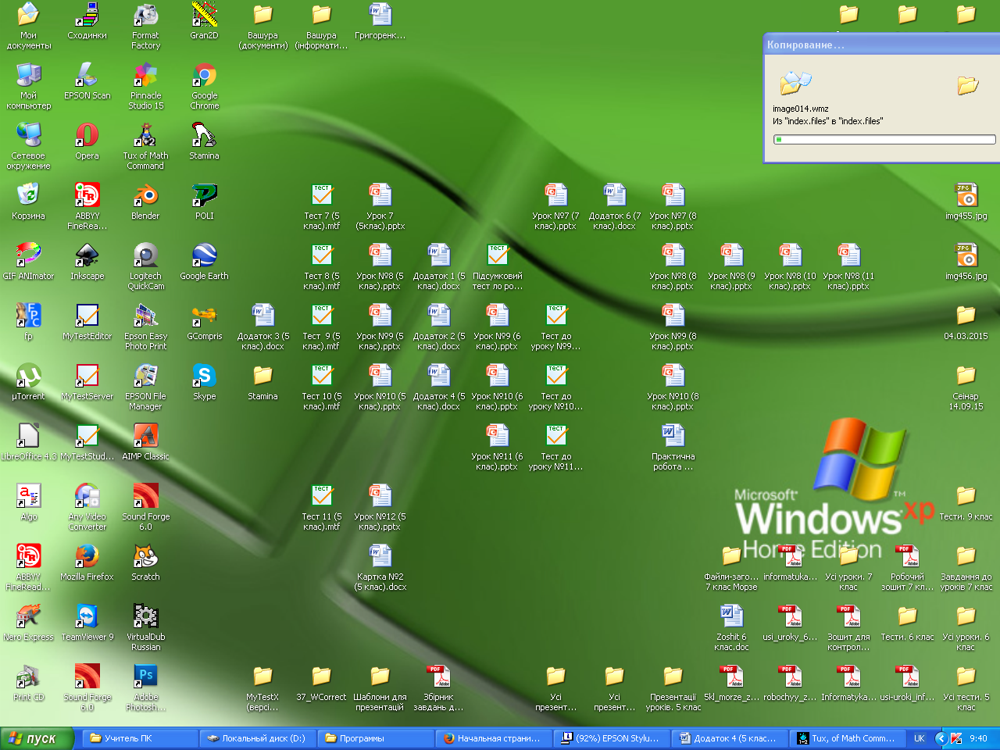 Мои документы
Сходинки
Format Factory
Gran2D
Вашура (документи)
Вашура (інформати...
Григоренк...
Копирование...
image014.wmz
Из "index.files" в "index.files"
Мой компьютер
EPSON Scan
Pinnacle Studio 15
Google Chrome
Сетевое окружение
Opera
Tux of Math Command
Stamina
Корзина
ABBYY FineRea...
Blender
POLI
Тест 7 (5 клас).mtf
Урок 7 (5клас).pptx
Урок №7 (7 клас).pptx
Додаток 6 (7 клас).docx
Урок №7 (8 клас).pptx
img455.jpg
GIF ANImator
Inkscape
Logitech QuickCam
Google Earth
Тест 8 (5 клас).mtf
Урок №8 (5 клас).pptx
Додаток 1 (5 клас).docx
Підсумковий тест по ро...
Урок №8 (8 клас).pptx
Урок №8 (9 клас).pptx
Урок №8 (10 клас).pptx
Урок №8 (11 клас).pptx
img456.jpg
fp
MyTestEditor
Epson Easy Photo Print
GCompris
Додаток 3 (5 клас).docx
Тест 9 (5 клас).mtf
Урок №9 (5 клас).pptx
Додаток 2 (5 клас).docx
Урок №9 (6 клас).pptx
Тест до уроку №9...
Урок №9 (8 клас).pptx
04.03.2015
µTorrent
MyTestServer
EPSON File Manager
Skype
Stamina
Тест 10 (5 клас).mtf
Урок №10 (5 клас).pptx
Додаток 4 (5 клас).docx
Урок №10 (6 клас).pptx
Тест до уроку №10...
Урок №10 (8 клас).pptx
Сеінар 14.09.15
LibreOffice 4.3
MyTestStud...
AIMP Classic
Урок №11 (6 клас).pptx
Тест до уроку №11...
Практична робота ...
Microsoft®
Windows xp ™
Home Edition
Algo
Any Video Converter
Sound Forge 6.0
Тест 11 (5 клас).mtf
Урок №12 (5 клас).pptx
Тести. 9 клас
ABBYY FineRead...
Mozilla Firefox
Scratch
Картка №2 (5 клас).docx
Файли-заго... 7 клас Морзе
informatuka...
Усі уроки. 7 клас
Робочий зошит 7 кл...
Завдання до уроків 7 клас
Nero Express
TeamViewer 9
VirtualDub Russian
Zoshit 6 клас.doc
usi_uroky_6...
Зошит для контрол...
Тести. 6 клас
Усі уроки. 6 клас
Print CD
Sound Forge 6.0
Adobe Photosh...
MyTestX (версі...
37_WCorrect
Шаблони для презентацій
Збірник завдань д...
Усі презент...
Усі презент...
Презентації уроків. 5 клас
5kl_morze_z...
robochyy_z...
Informatyka...
usi-uroki_inf...
Усі тести. 5 клас
пуск
Учитель ПК
Локальный диск (D:)
Программы
Начальная страни...
(92%) EPSON Stylu...
Додаток 4 (5 клас...
Tux, of Math Comm...
UK
9:40